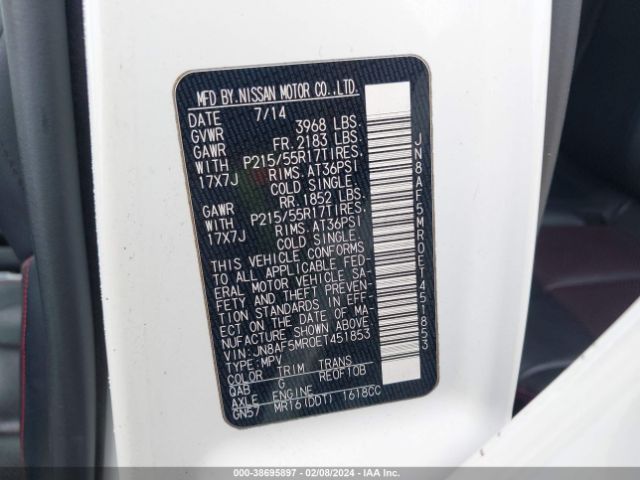 MFD BY.NISSAN MOTOR CO.,LTD.
DATE 7/14
GVWR 3968 LBS.
GAWR FR. 2183 LBS.
WITH P215/55R17TIRES,
17X7J RIMS, AT36PSI
COLD SINGLE
GAWR RR. 1852 LBS.
WITH P215/55R17TIRES,
17X7J RIMS, AT36PSI
COLD SINGLE
THIS VEHICLE CONFORMS
TO ALL APPLICABLE FED-
ERAL MOTOR VEHICLE SA-
FETY AND THEFT PREVEN-
TION STANDARDS IN EFF-
ECT ON THE DATE OF MA-
NUFACTURE SHOWN ABOVE
VIN:JN8AF5MR0ET451853
TYPE:MPV
COLOR TRIM TRANS
QAB G RE0F10B
AXLE ENGINE
GN57 MR16(DDT) 1618CC
JN8AF5MR0ET451853
000-38695897 - 02/08/2024 - IAA Inc.